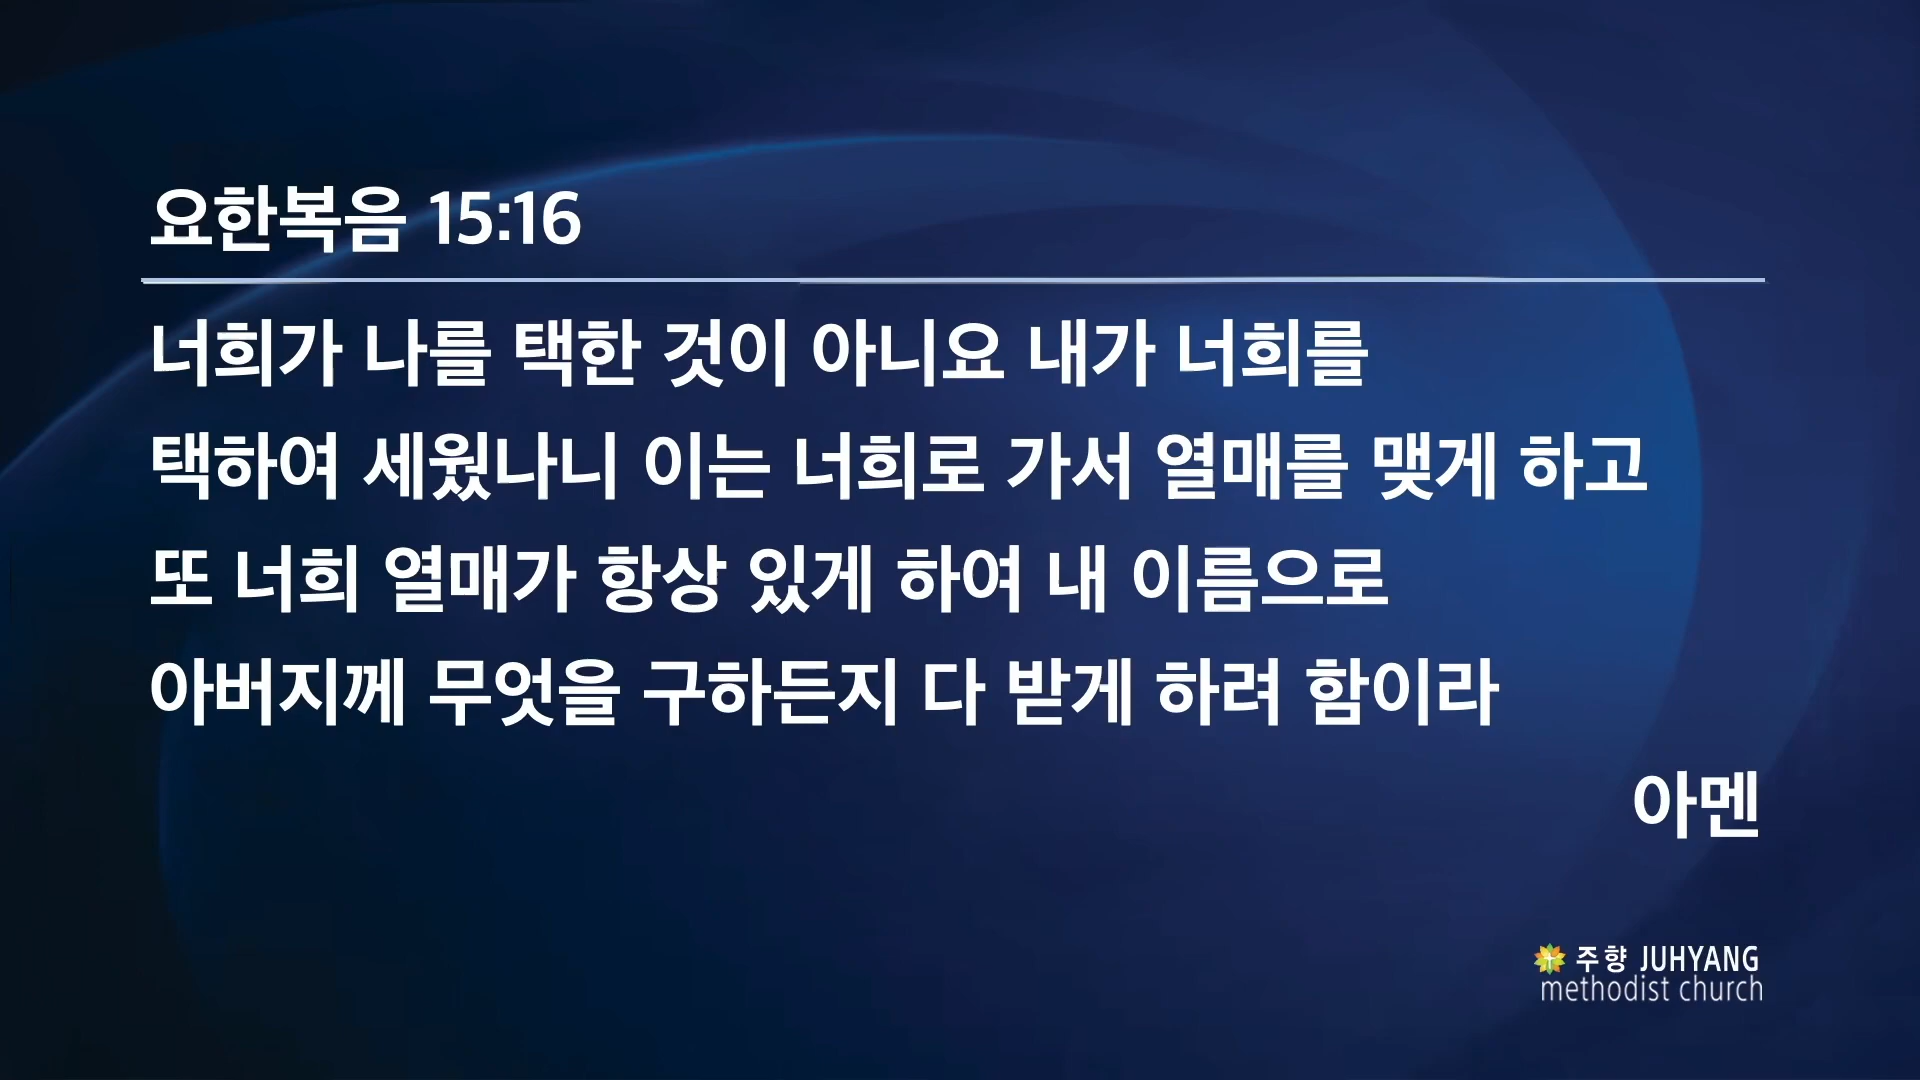 요한복음 15:16
너희가 나를 택한 것이 아니요 내가 너희를
택하여 세웠나니 이는 너희로 가서 열매를 맺게 하고
또 너희 열매가 항상 있게 하여 내 이름으로
아버지께 무엇을 구하든지 다 받게 하려 함이라
아멘
주향 JUHYANG
methodist church